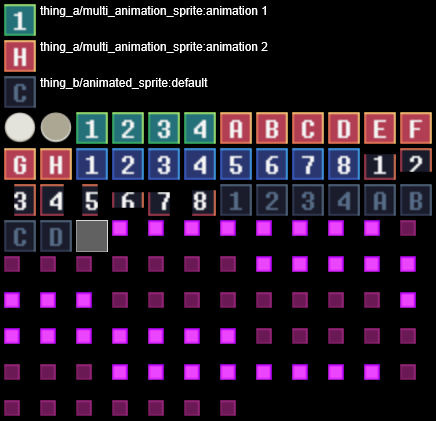 1 thing_a/multi_animation_sprite:animation 1
H thing_a/multi_animation_sprite:animation 2
C thing_b/animated_sprite:default
1 2 3 4 A B C D E F
G H 1 2 3 4 5 6 7 8 1 2
3 4 5 6 7 8 1 2 3 4 A B
C D